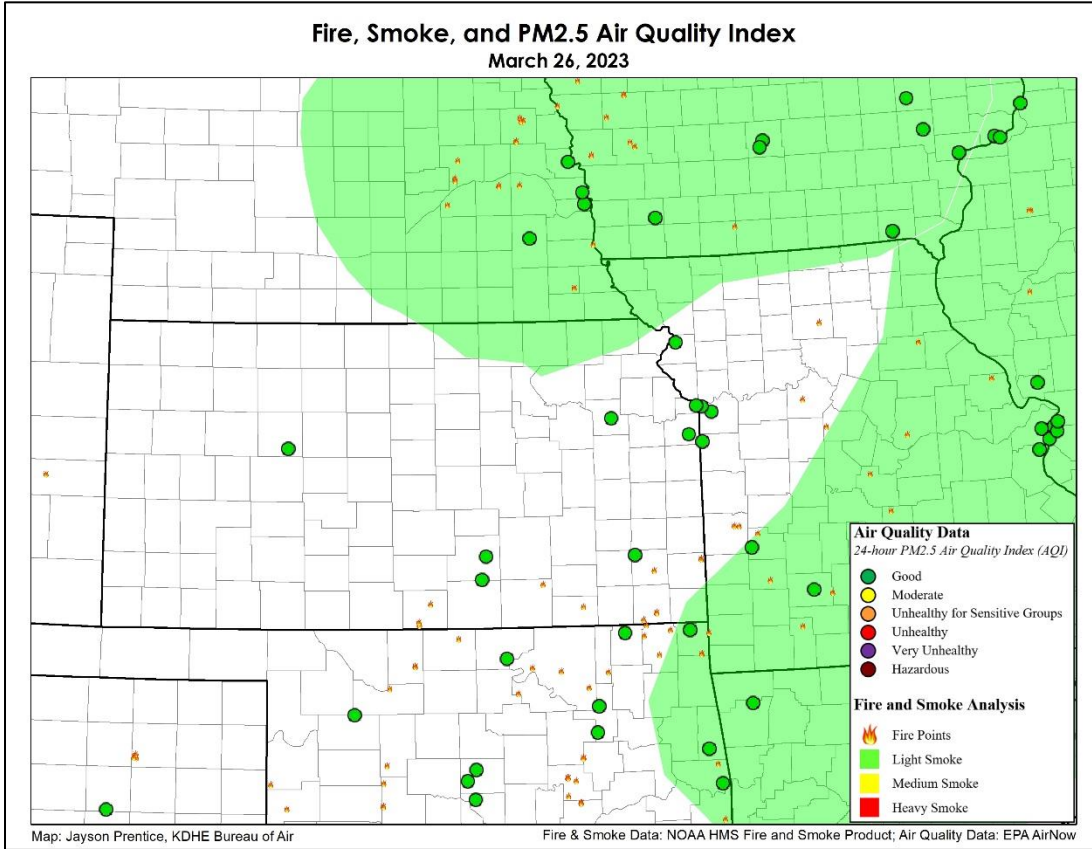 Fire, Smoke, and PM2.5 Air Quality Index
March 26, 2023
Air Quality Data
24-hour PM2.5 Air Quality Index (AQI)
Good
Moderate
Unhealthy for Sensitive Groups
Unhealthy
Very Unhealthy
Hazardous
Fire and Smoke Analysis
Fire Points
Light Smoke
Medium Smoke
Heavy Smoke
Map: Jayson Prentice, KDHE Bureau of Air
Fire & Smoke Data: NOAA HMS Fire and Smoke Product; Air Quality Data: EPA AirNow